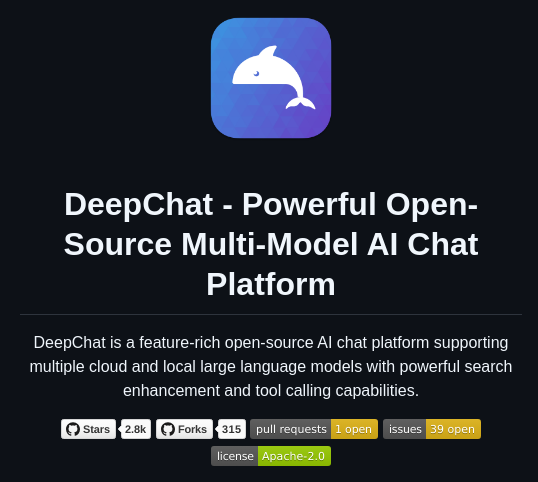 DeepChat - Powerful Open-
Source Multi-Model AI Chat
Platform
DeepChat is a feature-rich open-source AI chat platform supporting
multiple cloud and local large language models with powerful search
enhancement and tool calling capabilities.
Stars 2.8k Forks 315 pull requests 1 open issues 39 open
license Apache-2.0